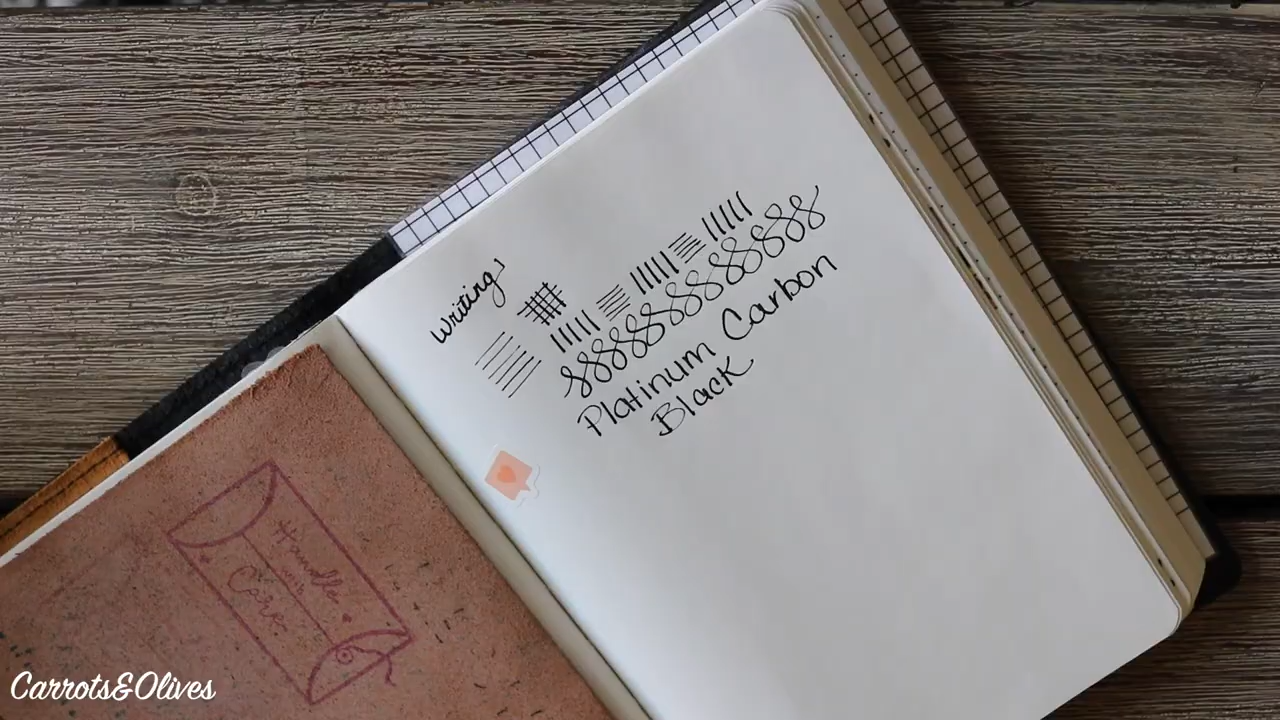 Writing
Platinum Carbon
Black
Handle
with
Care
Carrots&Olives